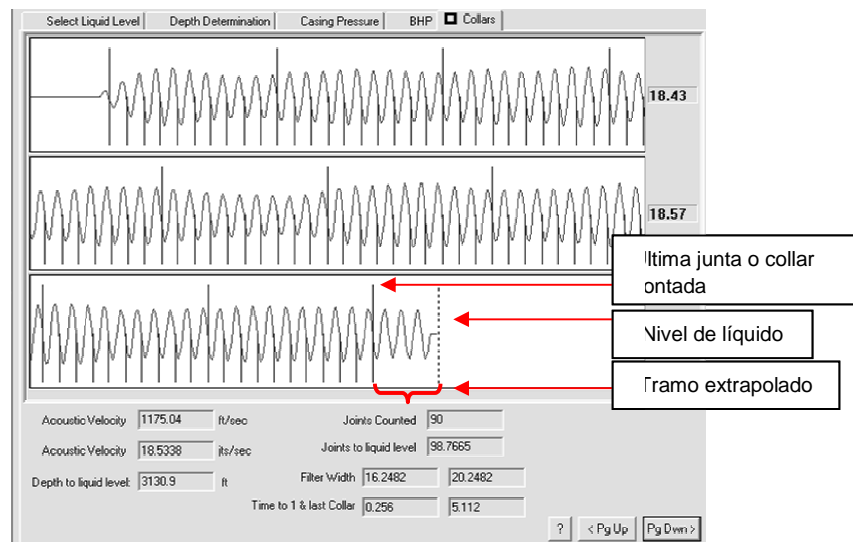 Select Liquid Level Depth Determination Casing Pressure BHP Collars
18.43
18.57
ltima junta o collar
ontada
Nivel de líquido
Tramo extrapolado
Acoustic Velocity 1175.04 ft/sec Joints Counted 90
Acoustic Velocity 18.5338 jts/sec Joints to liquid level 98.7665
Depth to liquid level: 3130.9 ft Filter Width 16.2482 20.2482
Time to 1 & last Collar 0.256 5.112
? < Pg Up Pg Dwn >